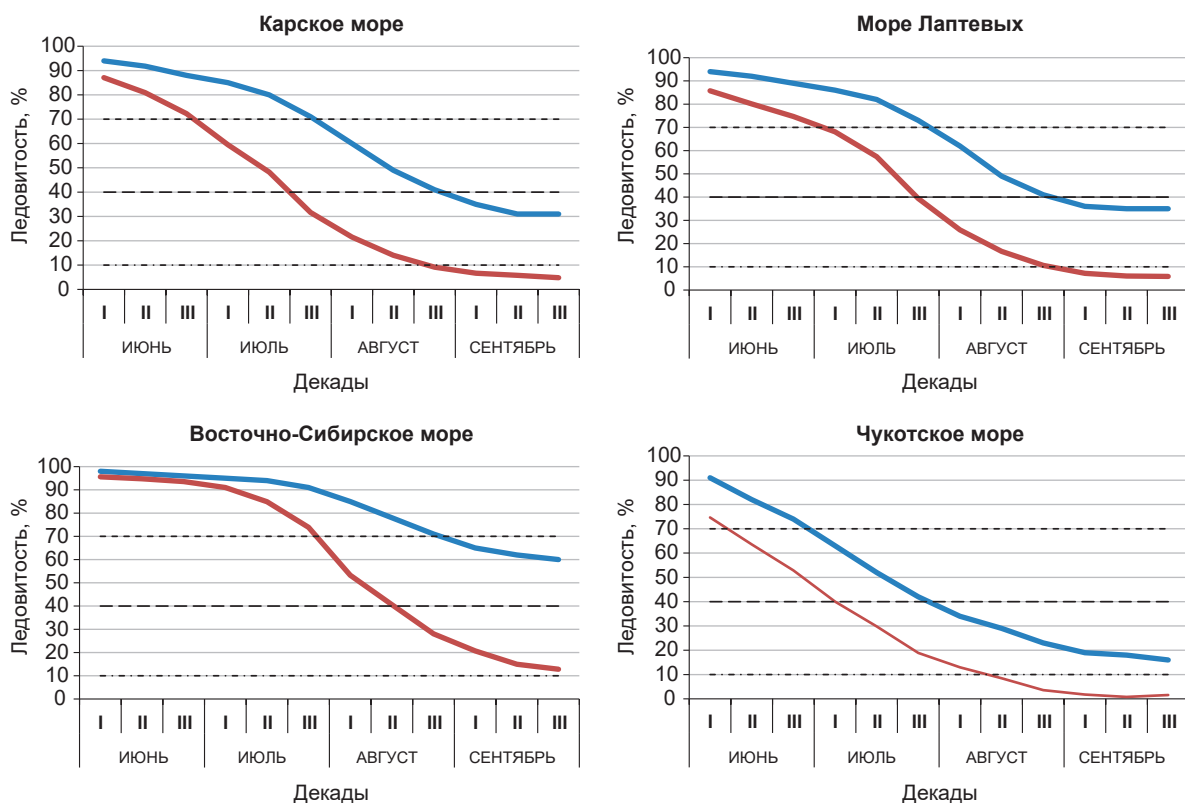 Карское море
Ледовитость, %
100
90
80
70
60
50
40
30
20
10
0
I II III I II III I II III I II III
ИЮНЬ ИЮЛЬ АВГУСТ СЕНТЯБРЬ
Декады
Море Лаптевых
Ледовитость, %
100
90
80
70
60
50
40
30
20
10
0
I II III I II III I II III I II III
ИЮНЬ ИЮЛЬ АВГУСТ СЕНТЯБРЬ
Декады
Восточно-Сибирское море
Ледовитость, %
100
90
80
70
60
50
40
30
20
10
0
I II III I II III I II III I II III
ИЮНЬ ИЮЛЬ АВГУСТ СЕНТЯБРЬ
Декады
Чукотское море
Ледовитость, %
100
90
80
70
60
50
40
30
20
10
0
I II III I II III I II III I II III
ИЮНЬ ИЮЛЬ АВГУСТ СЕНТЯБРЬ
Декады